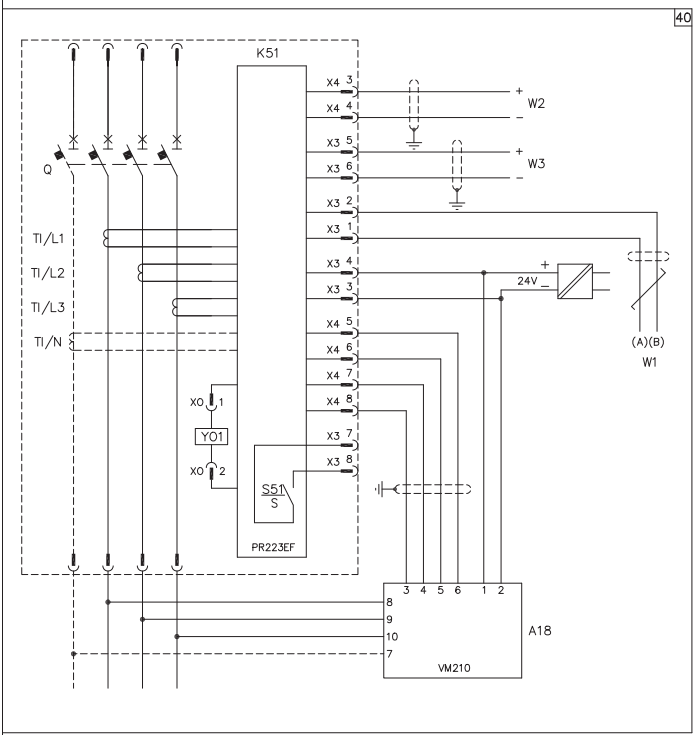 40
K51
X4 3
+
W2
X4 4
−
X3 5
+
W3
X3 6
−
Q
X3 2
TI/L1
X3 1
TI/L2
X3 4
+
24V
−
X3 3
TI/L3
X4 5
TI/N
(A)(B)
X4 6
W1
X4 7
XO 1
X4 8
YO1
X3 7
XO 2
X3 8
S51
S
PR223EF
3 4 5 6 1 2
8
9
A18
10
7
VM210